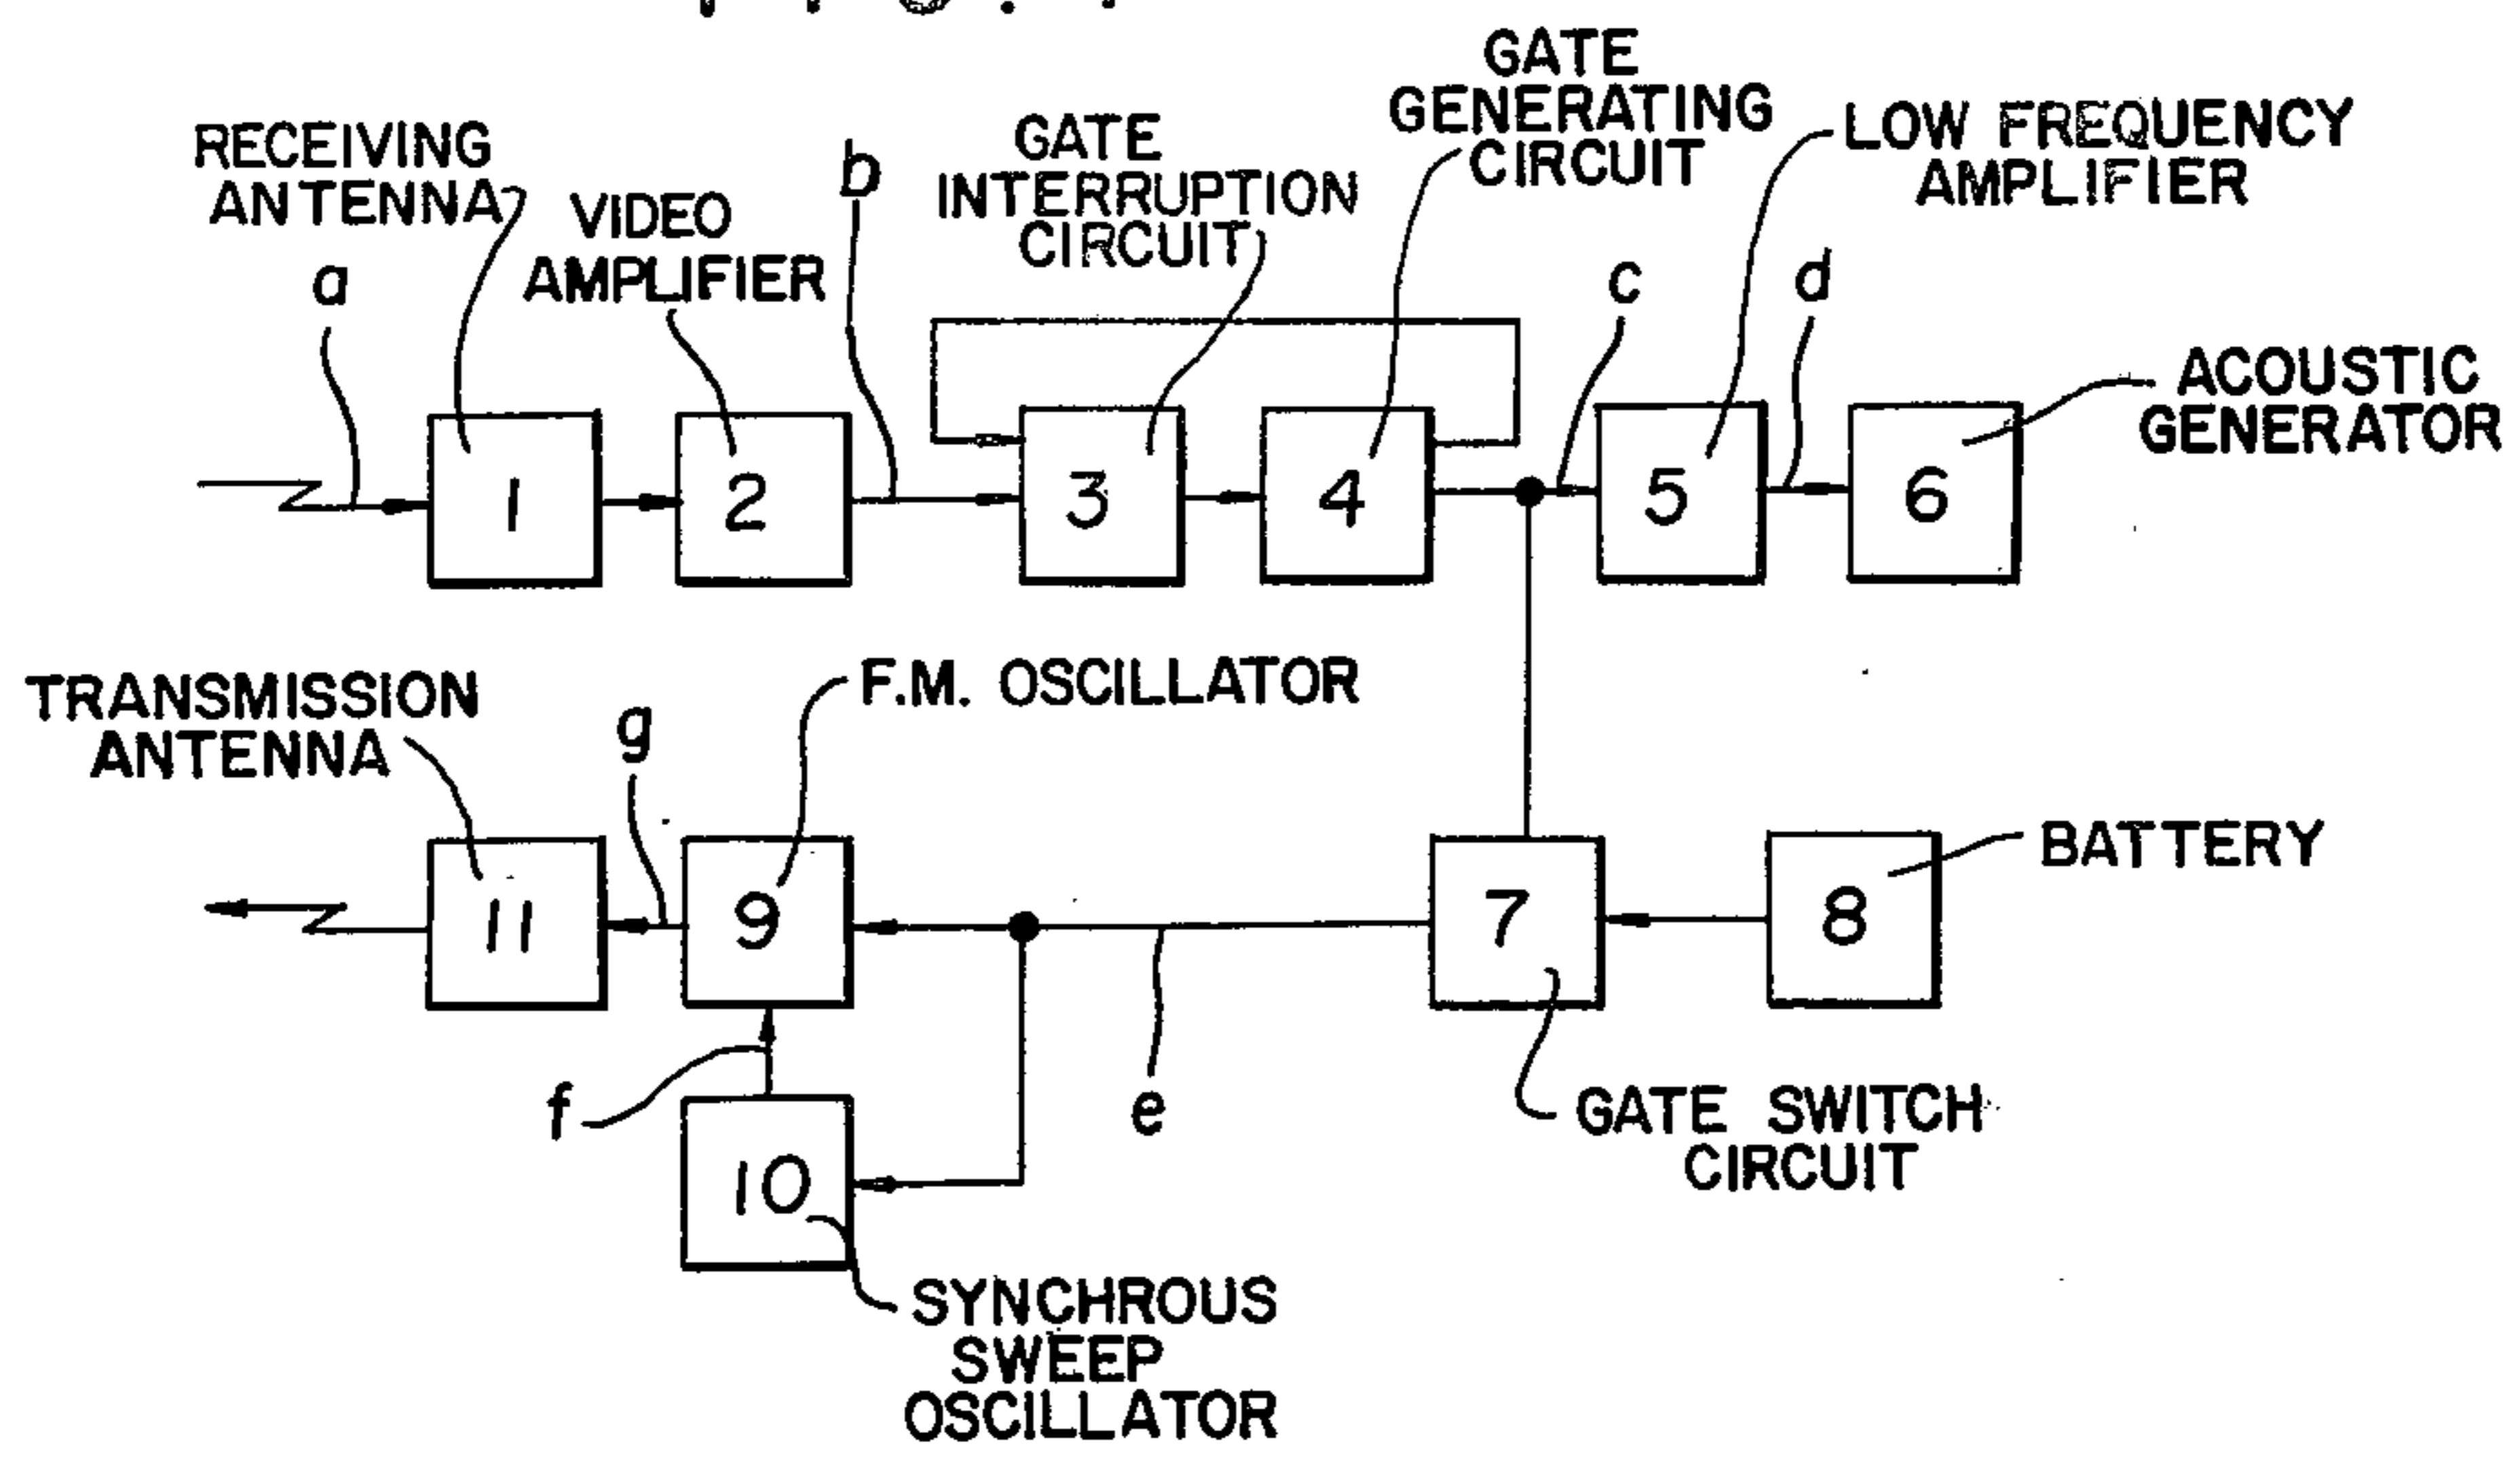 RECEIVING
ANTENNA
a
VIDEO
AMPLIFIER
b
GATE
INTERRUPTION
CIRCUIT
GATE
GENERATING
CIRCUIT
c
LOW FREQUENCY
AMPLIFIER
d
ACOUSTIC
GENERATOR
1
2
3
4
5
6
TRANSMISSION
ANTENNA
g
F.M. OSCILLATOR
BATTERY
11
9
7
8
f
e
GATE SWITCH
CIRCUIT
10
SYNCHROUS
SWEEP
OSCILLATOR